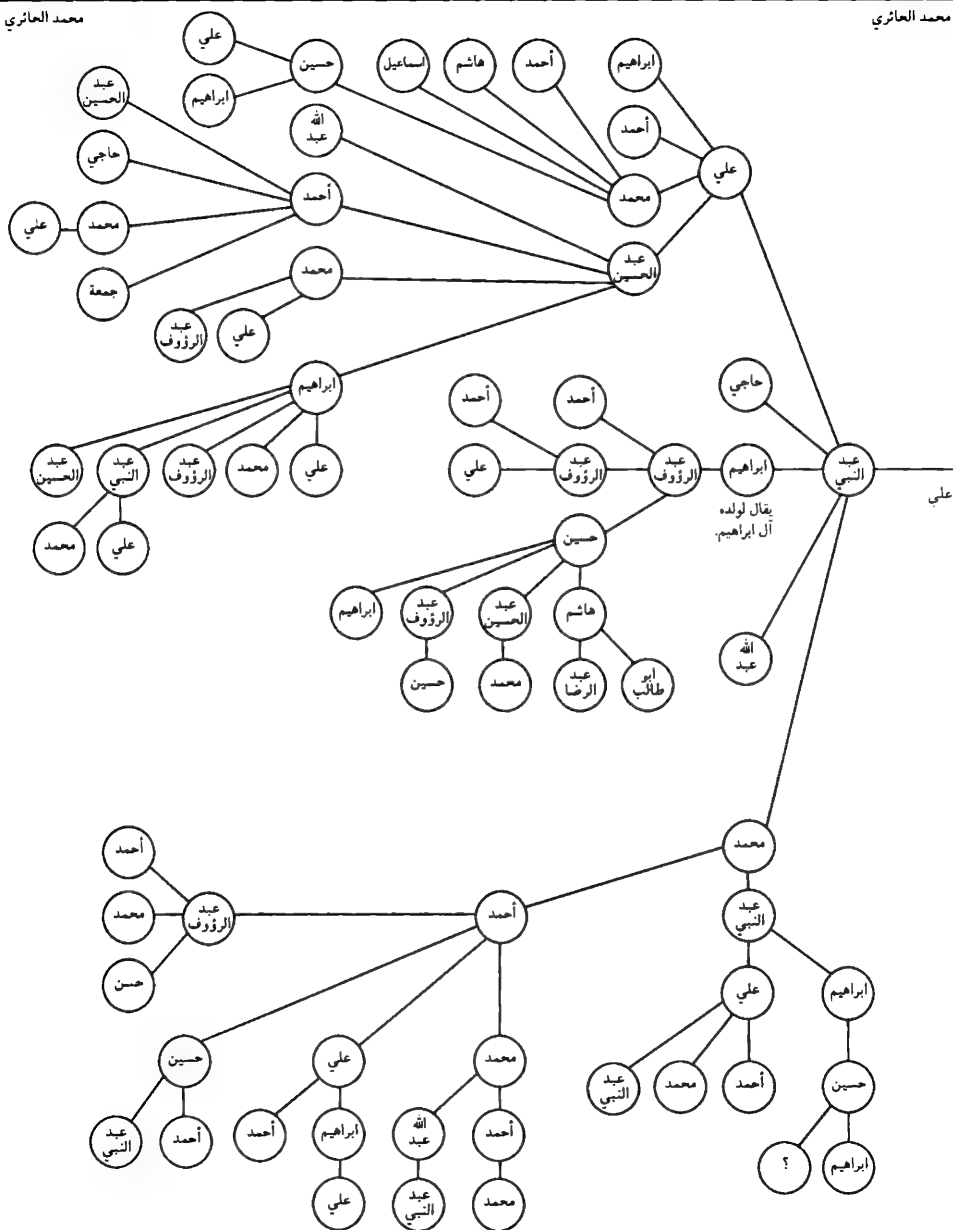 محمد الحائري
محمد الحائري
ابراهيم
أحمد
هاشم
اسماعيل
حسين
علي
ابراهيم
أحمد
علي
محمد
الله
عبد
عبد
الحسين
حاجي
أحمد
محمد
علي
جمعة
عبد
الحسين
محمد
علي
عبد
الرؤوف
ابراهيم
علي
محمد
عبد
الرؤوف
عبد
النبي
عبد
الحسين
علي
محمد
حاجي
علي
عبد
النبي
ابراهيم
يقال لولده
آل ابراهيم.
عبد
الرؤوف
أحمد
عبد
الرؤوف
أحمد
علي
حسين
هاشم
عبد
الحسين
عبد
الرؤوف
ابراهيم
ابو
طالب
عبد
الرضا
محمد
حسين
الله
عبد
محمد
عبد
النبي
ابراهيم
علي
حسين
أحمد
محمد
عبد
النبي
ابراهيم
؟
أحمد
عبد
الرؤوف
أحمد
محمد
حسن
محمد
علي
حسين
أحمد
الله
عبد
ابراهيم
أحمد
أحمد
عبد
النبي
محمد
عبد
النبي
علي